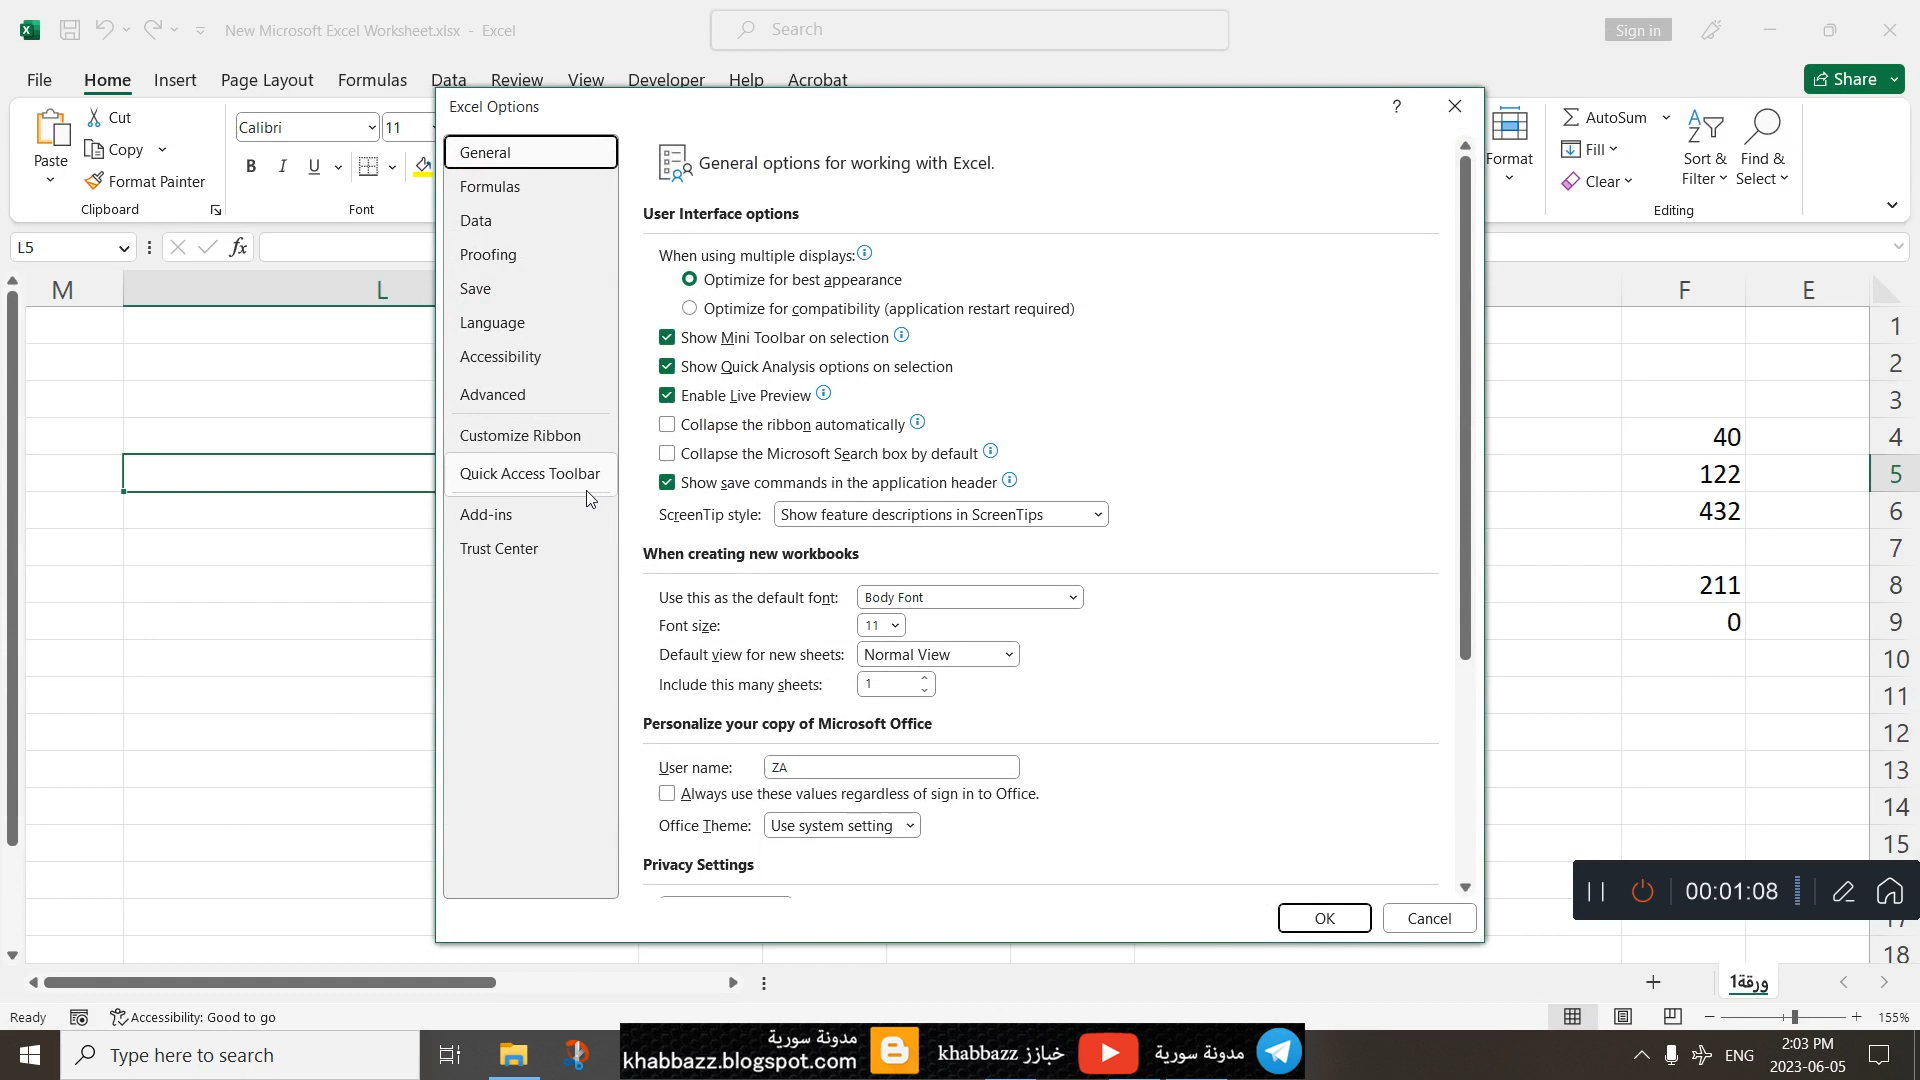 New Microsoft Excel Worksheet.xlsx - Excel
Search
Sign in
File Home Insert Page Layout Formulas Data Review View Developer Help Acrobat
Share
Paste
Cut
Copy
Format Painter
Clipboard
Calibri
11
B I U
Font
Format
AutoSum
Fill
Clear
Sort & Filter
Find & Select
Editing
L5
fx
M L F E
1
2
3
4
5
6
7
8
9
10
11
12
13
14
15
17
18
40
122
432
211
0
Excel Options
?
General
Formulas
Data
Proofing
Save
Language
Accessibility
Advanced
Customize Ribbon
Quick Access Toolbar
Add-ins
Trust Center
General options for working with Excel.
User Interface options
When using multiple displays:
Optimize for best appearance
Optimize for compatibility (application restart required)
Show Mini Toolbar on selection
Show Quick Analysis options on selection
Enable Live Preview
Collapse the ribbon automatically
Collapse the Microsoft Search box by default
Show save commands in the application header
ScreenTip style: Show feature descriptions in ScreenTips
When creating new workbooks
Use this as the default font: Body Font
Font size: 11
Default view for new sheets: Normal View
Include this many sheets: 1
Personalize your copy of Microsoft Office
User name: ZA
Always use these values regardless of sign in to Office.
Office Theme: Use system setting
Privacy Settings
OK Cancel
00:01:08
ورقة1
Ready
Accessibility: Good to go
155%
Type here to search
مدونة سورية
khabbazz.blogspot.com
khabbazz خبازز
مدونة سورية
ENG
2:03 PM
2023-06-05